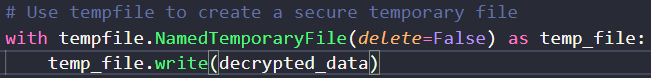 # Use tempfile to create a secure temporary file
with tempfile.NamedTemporaryFile(delete=False) as temp_file:
    temp_file.write(decrypted_data)